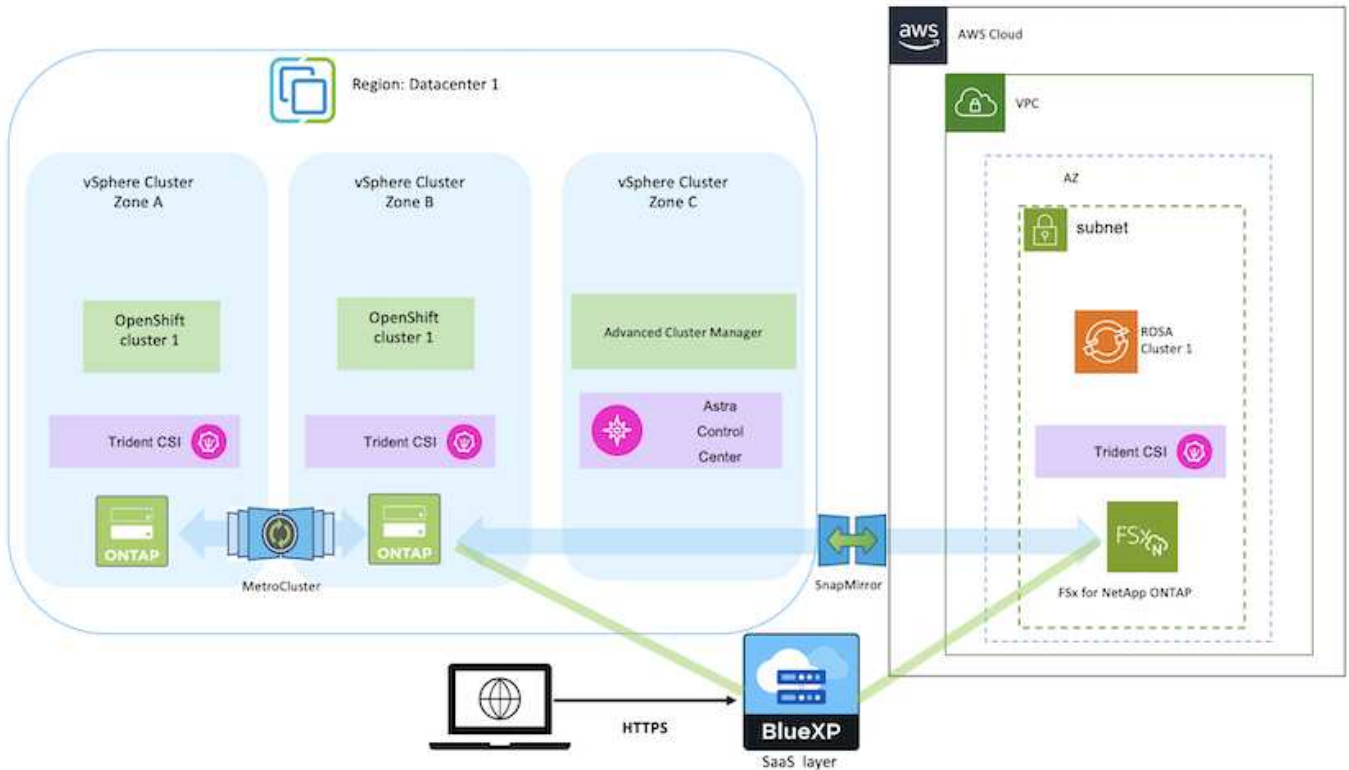 aws
AWS Cloud
Region: Datacenter 1
VPC
vSphere Cluster
Zone A
vSphere Cluster
Zone B
vSphere Cluster
Zone C
AZ
subnet
OpenShift
cluster 1
OpenShift
cluster 1
Advanced Cluster Manager
ROSA
Cluster 1
Trident CSI
Trident CSI
Astra
Control
Center
Trident CSI
ONTAP
ONTAP
FSx
N
MetroCluster
SnapMirror
FSx for NetApp ONTAP
HTTPS
BlueXP
SaaS layer